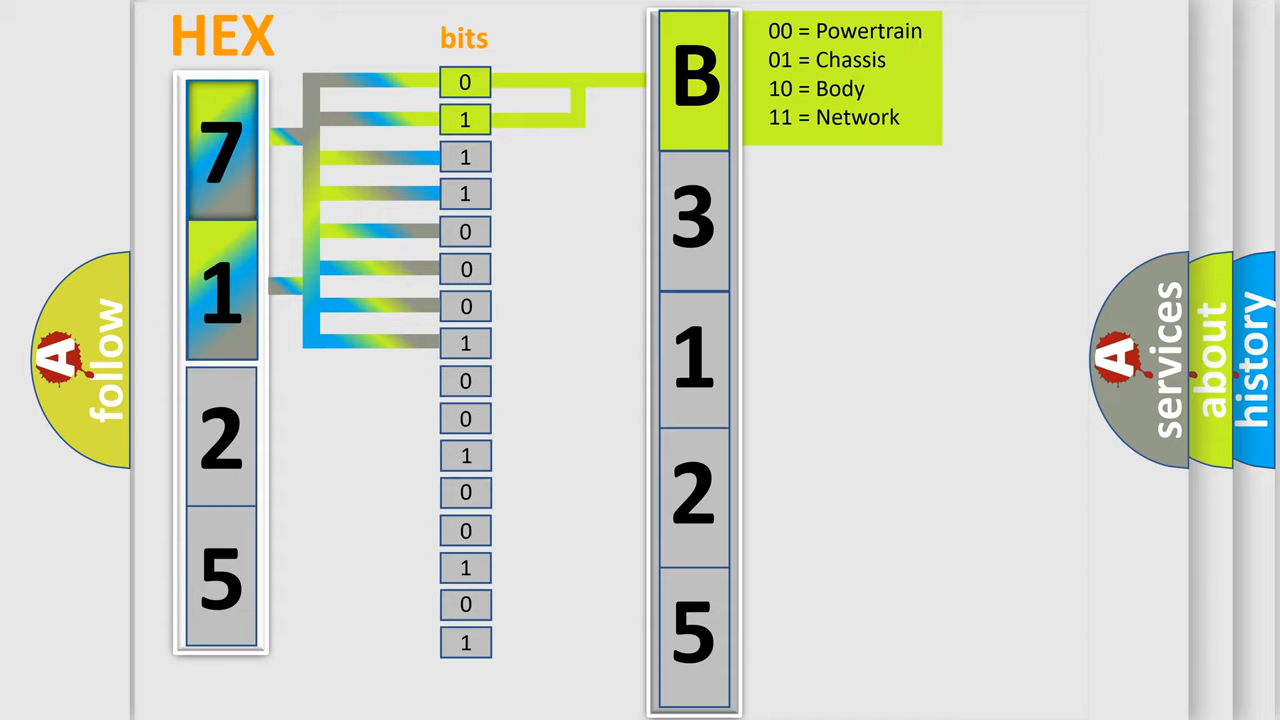 HEX
bits
7
1
2
5
0
1
1
1
0
0
0
1
0
0
1
0
0
1
0
1
B
3
1
2
5
00 = Powertrain
01 = Chassis
10 = Body
11 = Network
A
follow
A
services
about
history